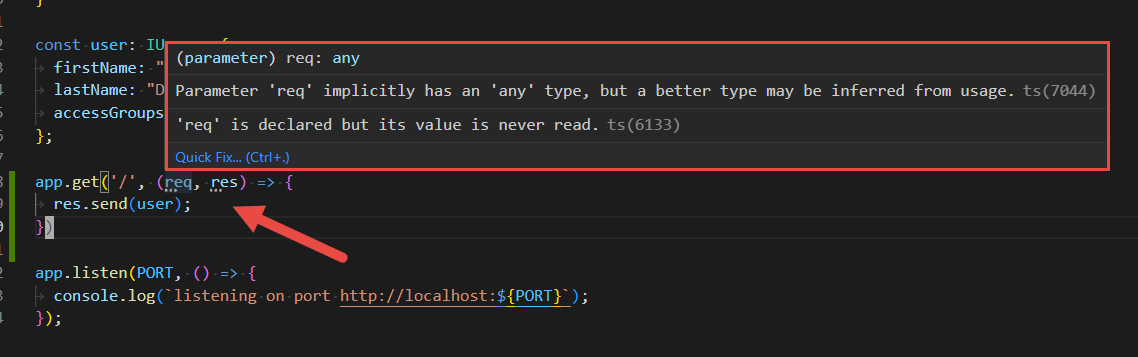 }
const user: IU {
(parameter) req: any
firstName: "
Parameter 'req' implicitly has an 'any' type, but a better type may be inferred from usage. ts(7044)
lastName: "D
accessGroups
'req' is declared but its value is never read. ts(6133)
};
Quick Fix... (Ctrl+.)
app.get('/', (req, res) => {
res.send(user);
})
app.listen(PORT, () => {
console.log(`listening on port http://localhost:${PORT}`);
});